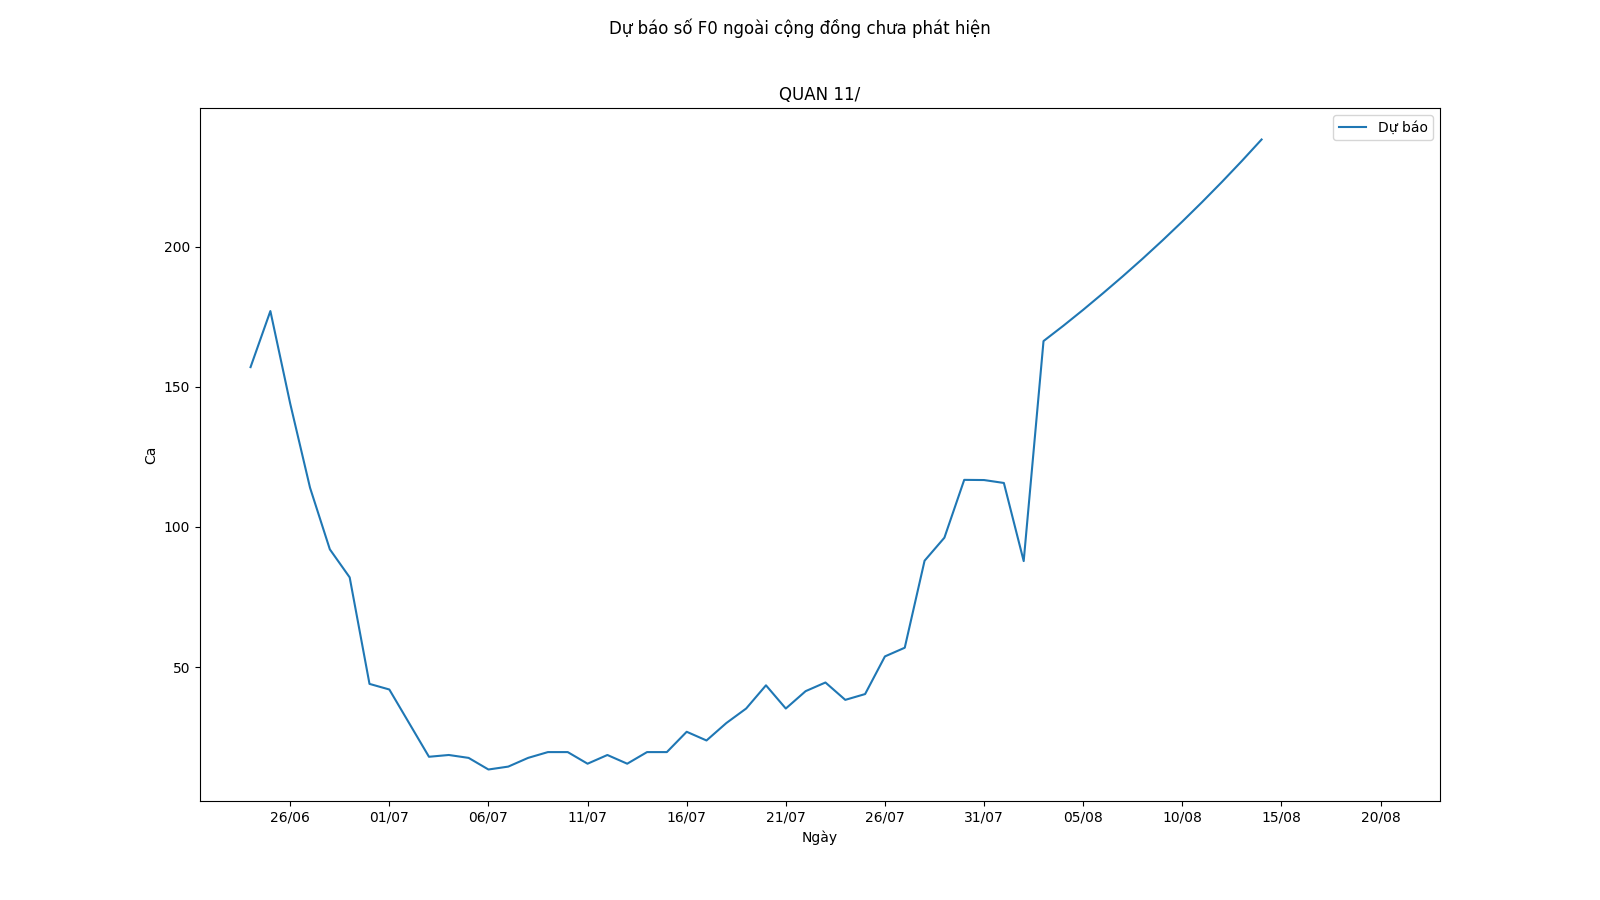 Dự báo số F0 ngoài cộng đồng chưa phát hiện
QUAN 11/
Dự báo
200
150
100
50
Ca
26/06 01/07 06/07 11/07 16/07 21/07 26/07 31/07 05/08 10/08 15/08 20/08
Ngày